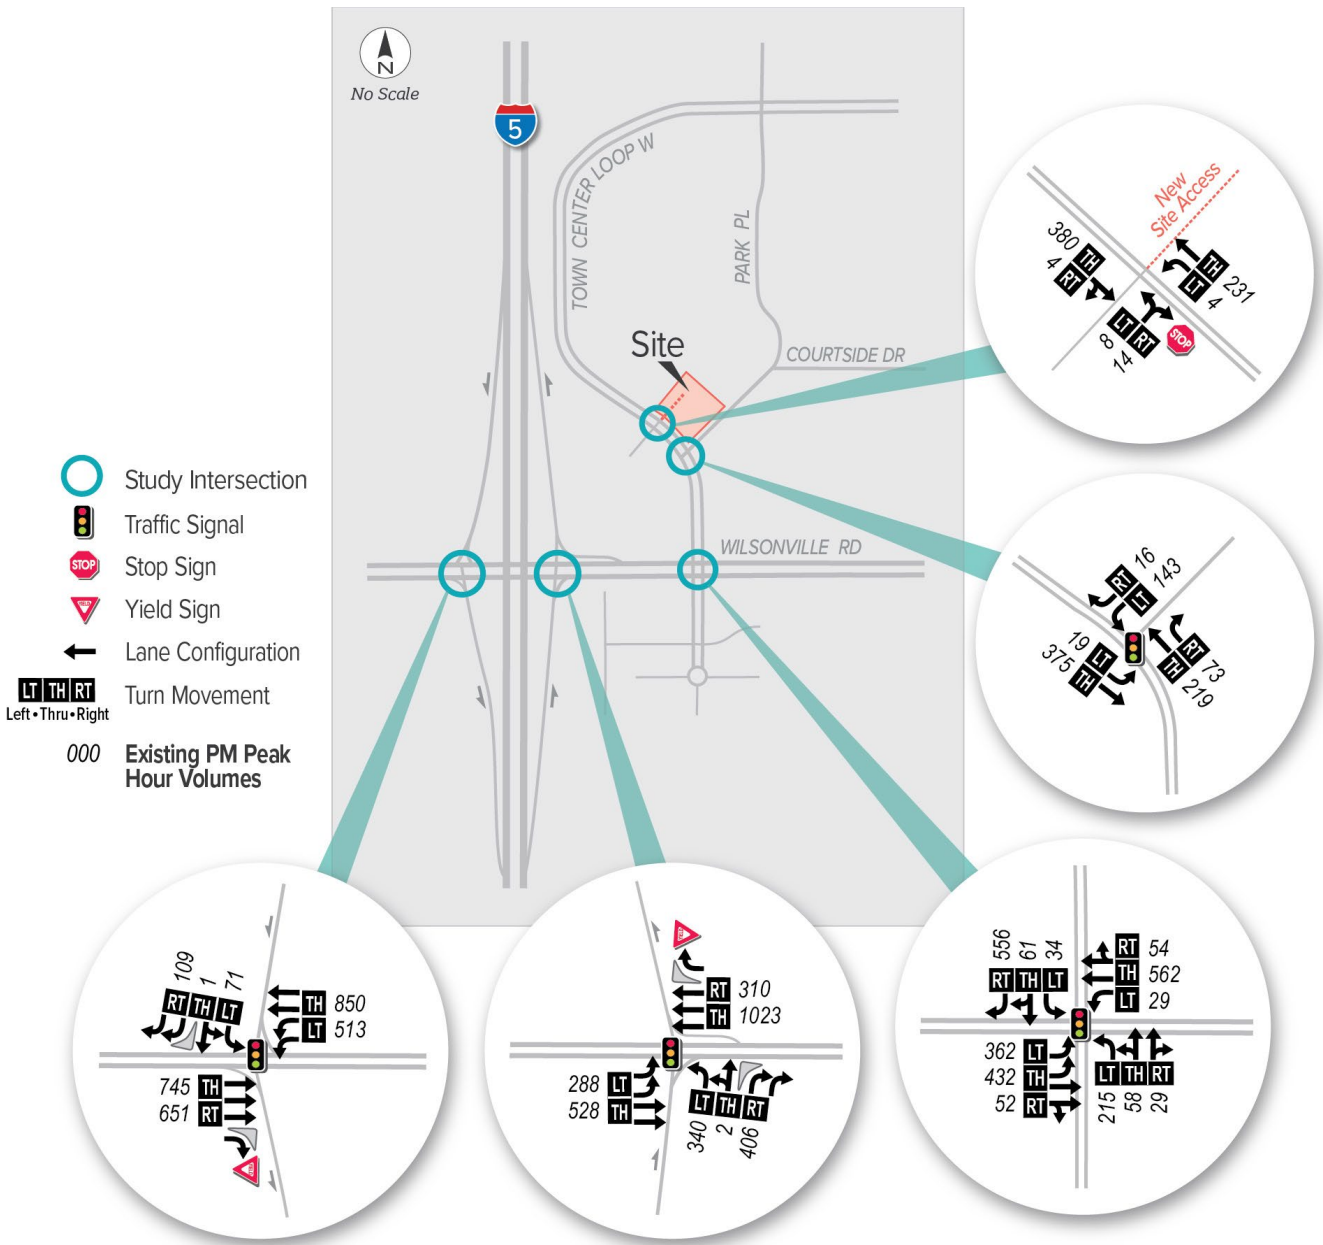 N
No Scale
5
TOWN CENTER LOOP W
PARK PL
COURTSIDE DR
Site
WILSONVILLE RD
Study Intersection
Traffic Signal
STOP
Stop Sign
Yield Sign
Lane Configuration
LT TH RT
Turn Movement
Left•Thru•Right
000
Existing PM Peak
Hour Volumes
New
Site Access
380 TH
4 RT
TH 231
LT 4
LT RT
8 14
STOP
RT 16
LT 143
19 LT
375 TH
RT 73
TH 219
109 1 71
RT TH LT
TH 850
LT 513
745 TH
651 RT
RT 310
TH 1023
288 LT
528 TH
LT TH RT
340 2 406
556 61 34
RT TH LT
RT 54
TH 562
LT 29
362 LT
432 TH
52 RT
LT TH RT
215 58 29